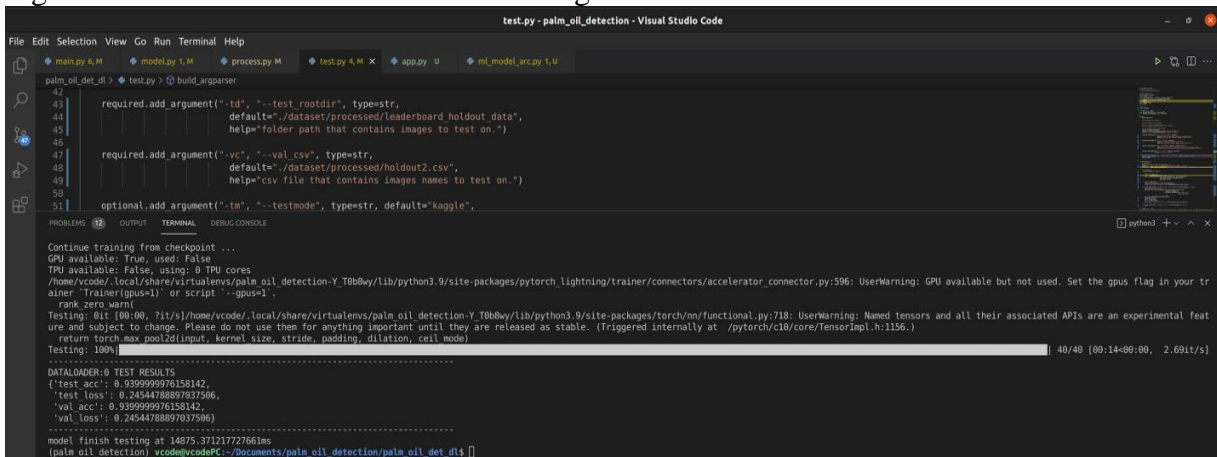 test.py - palm_oil_detection - Visual Studio Code
File Edit Selection View Go Run Terminal Help
main.py 6, M model.py 1, M process.py M test.py 4, M app.py U ml_model_arc.py 1, U
palm_oil_det_dl > test.py > build_argparser
42
43 required.add_argument("-td", "--test_rootdir", type=str,
44 default="./dataset/processed/leaderboard_holdout_data",
45 help="folder path that contains images to test on.")
46
47 required.add_argument("-vc", "--val_csv", type=str,
48 default="./dataset/processed/holdout2.csv",
49 help="csv file that contains images names to test on.")
50
51 optional.add_argument("-tm", "--testmode", type=str, default="kaggle",
PROBLEMS 12 OUTPUT TERMINAL DEBUG CONSOLE python3
Continue training from checkpoint ...
GPU available: True, used: False
TPU available: False, using: 0 TPU cores
/home/vcode/.local/share/virtualenvs/palm_oil_detection-Y_T0b8wy/lib/python3.9/site-packages/pytorch_lightning/trainer/connectors/accelerator_connector.py:596: UserWarning: GPU available but not used. Set the gpus flag in your tr
ainer `Trainer(gpus=1)` or script `--gpus=1`.
rank_zero_warn(
Testing: 0it [00:00, ?it/s]/home/vcode/.local/share/virtualenvs/palm_oil_detection-Y_T0b8wy/lib/python3.9/site-packages/torch/nn/functional.py:718: UserWarning: Named tensors and all their associated APIs are an experimental feat
ure and subject to change. Please do not use them for anything important until they are released as stable. (Triggered internally at /pytorch/c10/core/TensorImpl.h:1156.)
return torch.max_pool2d(input, kernel_size, stride, padding, dilation, ceil_mode)
Testing: 100%| | 40/40 [00:14<00:00, 2.69it/s]
--------------------------------------------------------------------------------
DATALOADER:0 TEST RESULTS
{'test_acc': 0.9399999976158142,
'test_loss': 0.24544788897037506,
'val_acc': 0.9399999976158142,
'val_loss': 0.24544788897037506}
--------------------------------------------------------------------------------
model finish testing at 14875.371217727661ms
(palm_oil_detection) vcode@vcodePC:~/Documents/palm_oil_detection/palm_oil_det_dl$